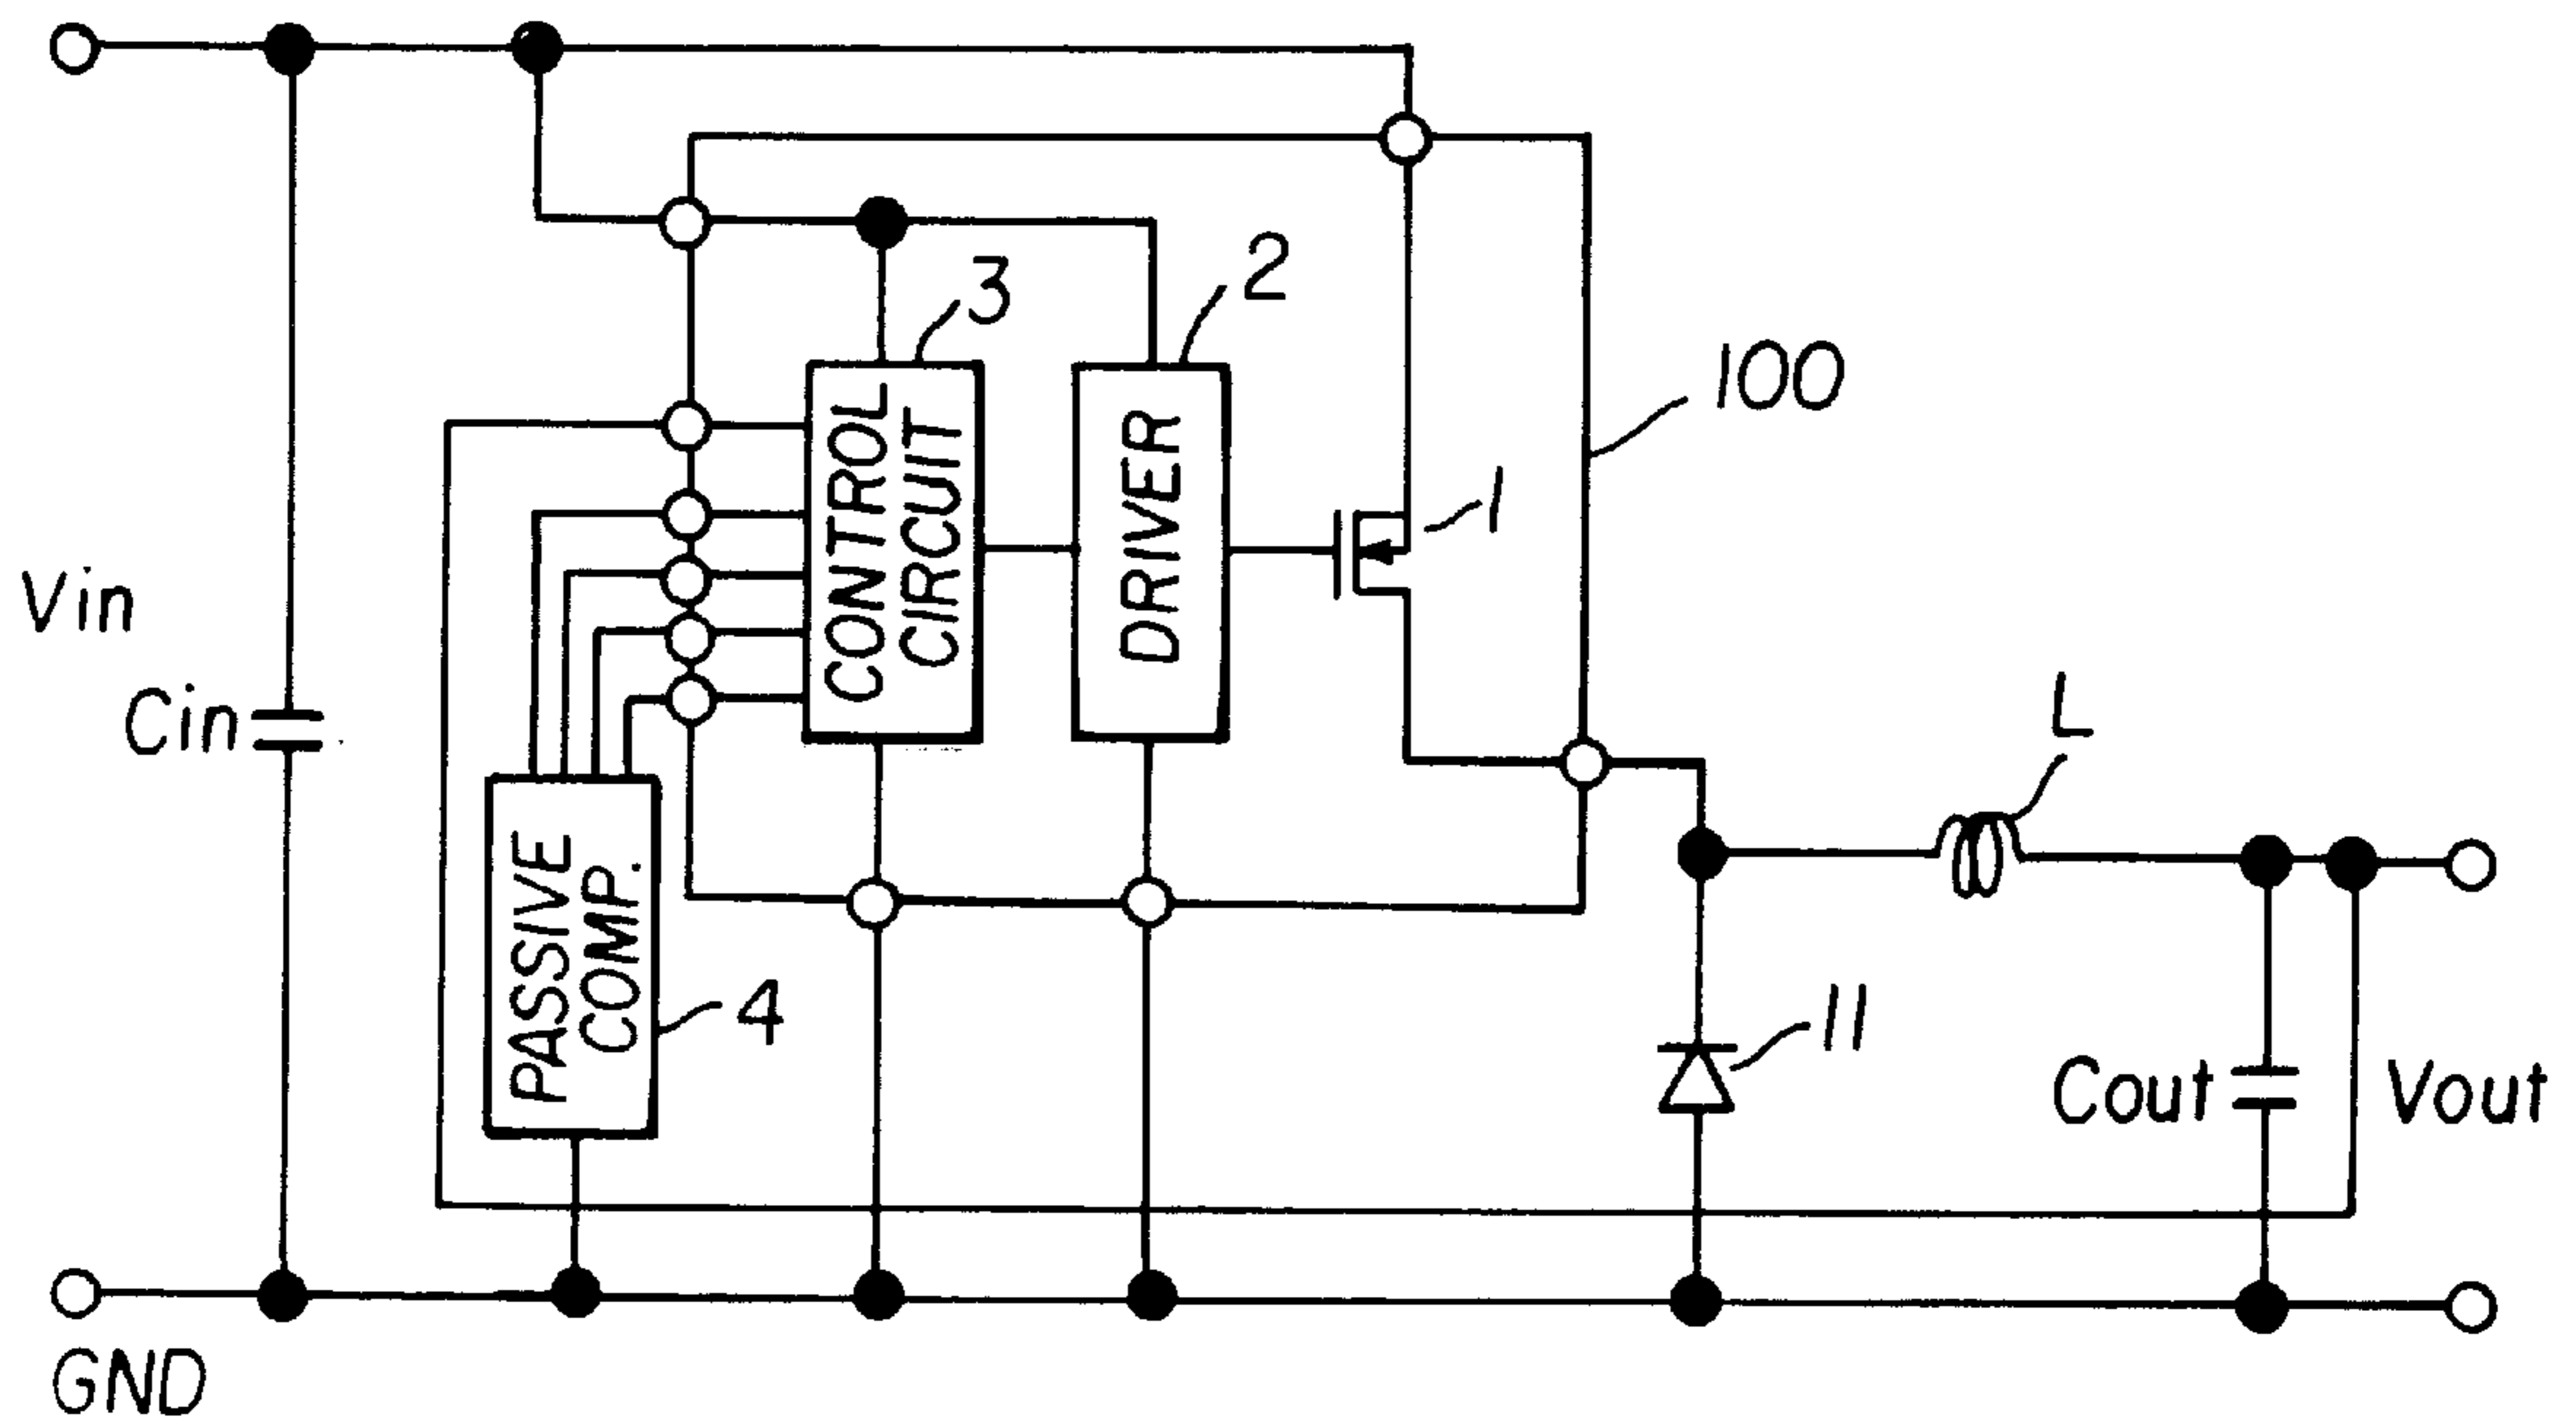 3
2
100
CONTROL
CIRCUIT
DRIVER
1
Vin
Cin
L
PASSIVE
COMP.
4
11
Cout
Vout
GND